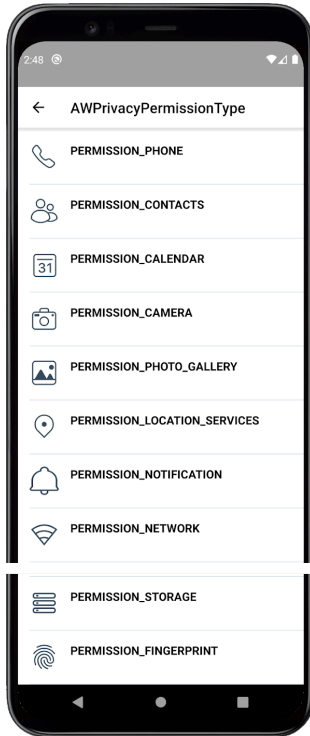 2:48
AWPrivacyPermissionType
PERMISSION_PHONE
PERMISSION_CONTACTS
31
PERMISSION_CALENDAR
PERMISSION_CAMERA
PERMISSION_PHOTO_GALLERY
PERMISSION_LOCATION_SERVICES
PERMISSION_NOTIFICATION
PERMISSION_NETWORK
PERMISSION_STORAGE
PERMISSION_FINGERPRINT